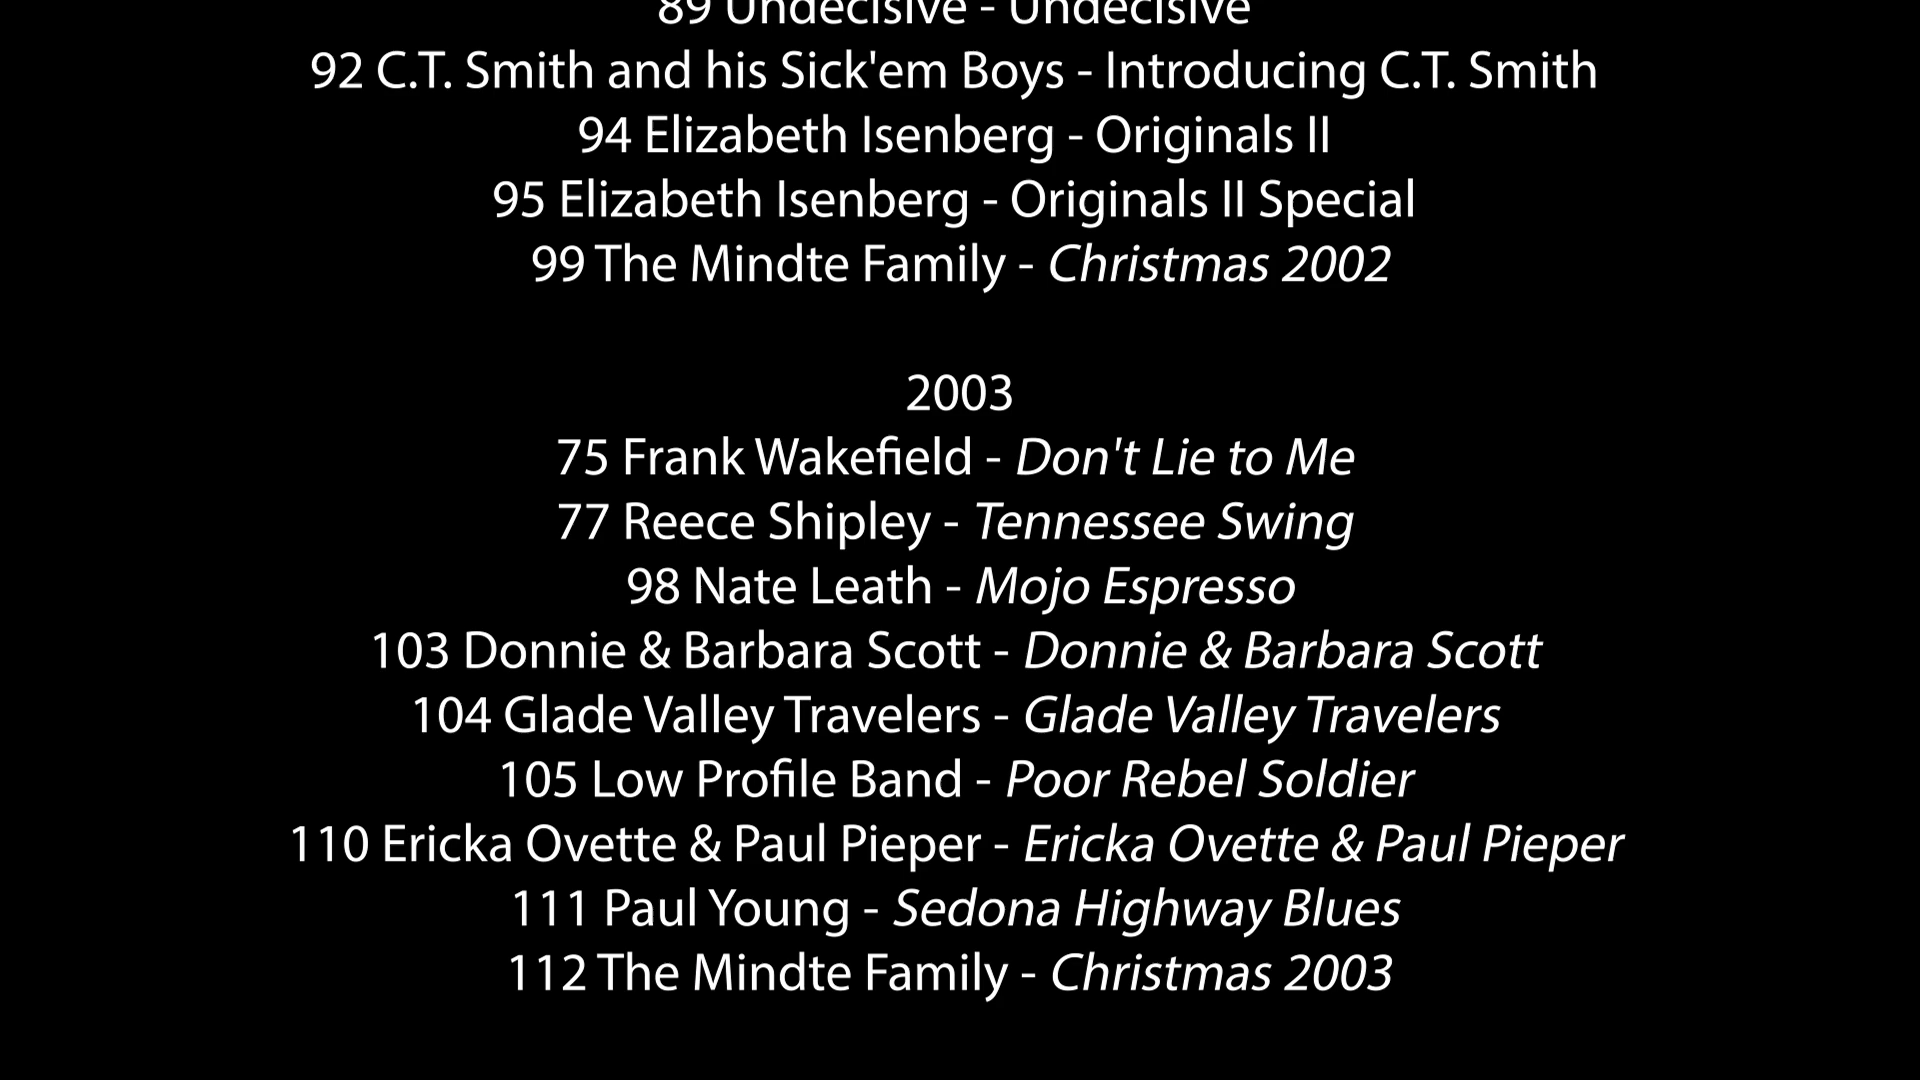 89 Undecisive - Undecisive
92 C.T. Smith and his Sick'em Boys - Introducing C.T. Smith
94 Elizabeth Isenberg - Originals II
95 Elizabeth Isenberg - Originals II Special
99 The Mindte Family - Christmas 2002
2003
75 Frank Wakefield - Don't Lie to Me
77 Reece Shipley - Tennessee Swing
98 Nate Leath - Mojo Espresso
103 Donnie & Barbara Scott - Donnie & Barbara Scott
104 Glade Valley Travelers - Glade Valley Travelers
105 Low Profile Band - Poor Rebel Soldier
110 Ericka Ovette & Paul Pieper - Ericka Ovette & Paul Pieper
111 Paul Young - Sedona Highway Blues
112 The Mindte Family - Christmas 2003